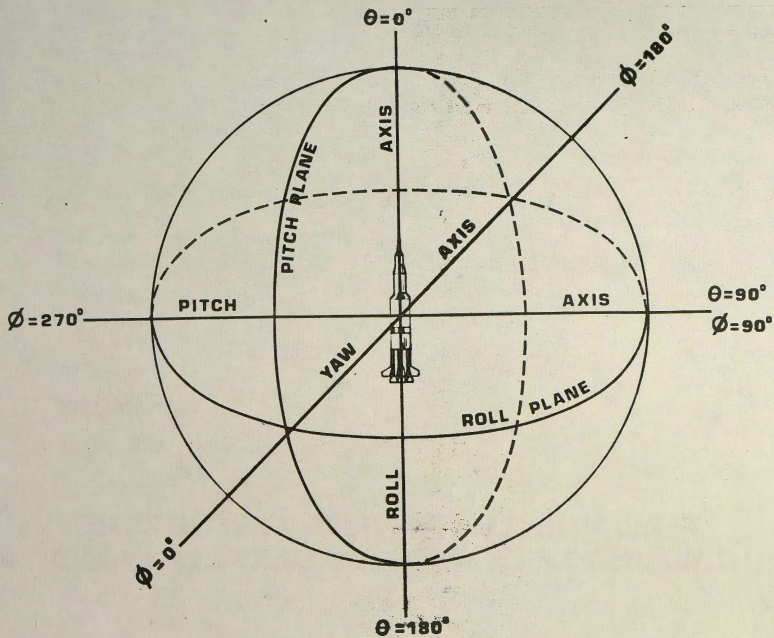 θ=0°
Ø=180°
AXIS
PITCH PLANE
AXIS
PITCH
AXIS
θ=90°
Ø=270°
Ø=90°
YAW
ROLL PLANE
ROLL
Ø=0°
θ=180°